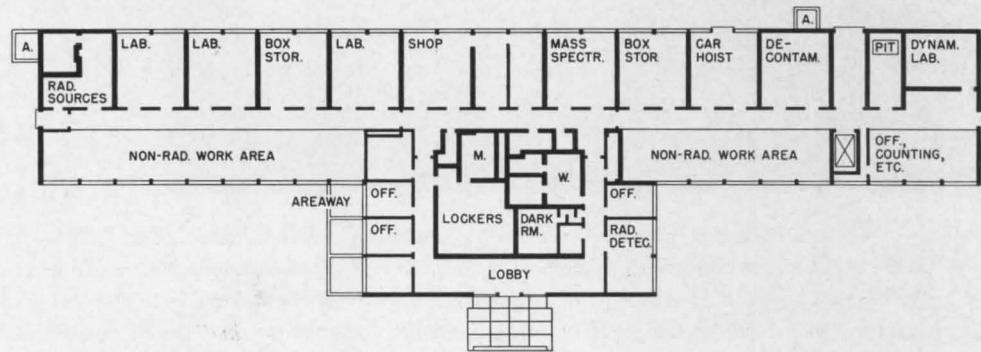 A.
A.
RAD.
SOURCES
LAB.
LAB.
BOX
STOR.
LAB.
SHOP
MASS
SPECTR.
BOX
STOR
CAR
HOIST
DE-
CONTAM.
PIT
DYNAM.
LAB.
NON-RAD. WORK AREA
M.
W.
NON-RAD. WORK AREA
OFF.,
COUNTING,
ETC.
AREAWAY
OFF.
OFF.
LOCKERS
DARK
RM.
OFF.
RAD.
DETEC.
LOBBY